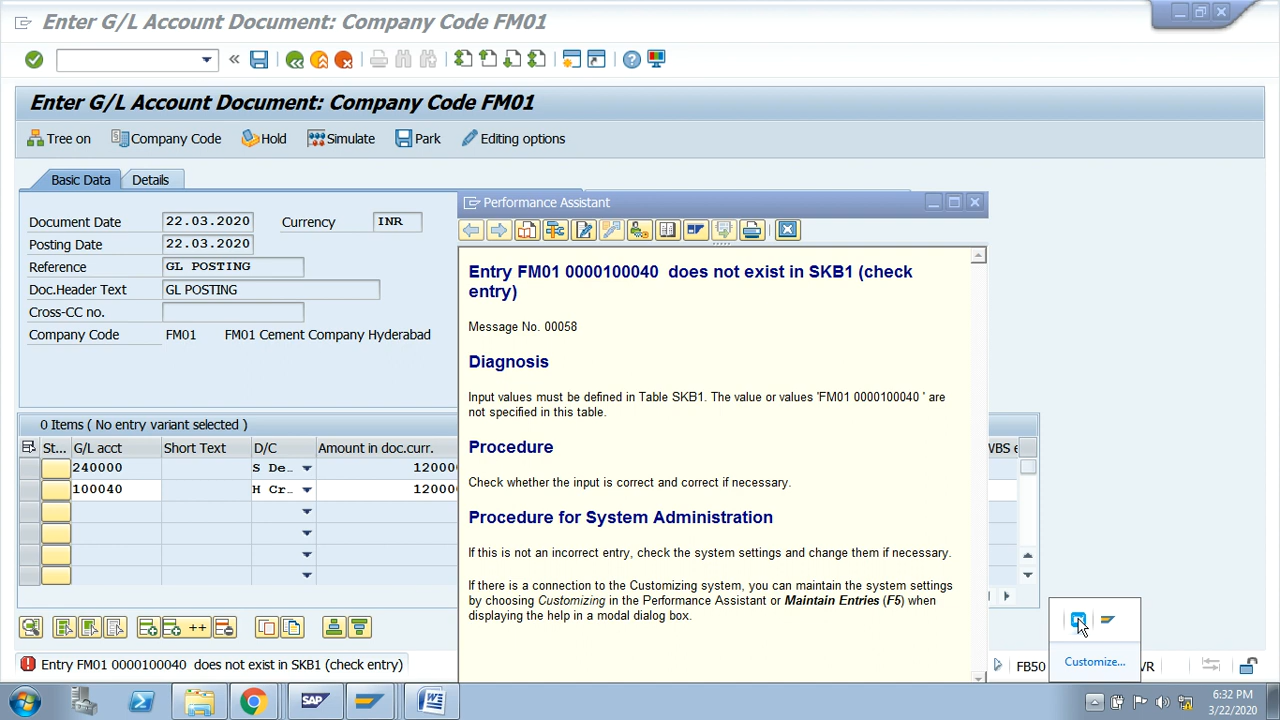 Enter G/L Account Document: Company Code FM01
Enter G/L Account Document: Company Code FM01
Tree on Company Code Hold Simulate Park Editing options
Basic Data Details
Document Date 22.03.2020 Currency INR
Posting Date 22.03.2020
Reference GL POSTING
Doc.Header Text GL POSTING
Cross-CC no.
Company Code FM01 FM01 Cement Company Hyderabad
Performance Assistant
Entry FM01 0000100040 does not exist in SKB1 (check
entry)
Message No. 00058
Diagnosis
Input values must be defined in Table SKB1. The value or values 'FM01 0000100040 ' are
not specified in this table.
Procedure
Check whether the input is correct and correct if necessary.
Procedure for System Administration
If this is not an incorrect entry, check the system settings and change them if necessary.
If there is a connection to the Customizing system, you can maintain the system settings
by choosing Customizing in the Performance Assistant or Maintain Entries (F5) when
displaying the help in a modal dialog box.
0 Items ( No entry variant selected )
St... G/L acct Short Text D/C Amount in doc.curr. WBS e
240000 S De… 12000
100040 H Cr… 12000
++
Customize...
Entry FM01 0000100040 does not exist in SKB1 (check entry) FB50 VR
SAP
6:32 PM
3/22/2020